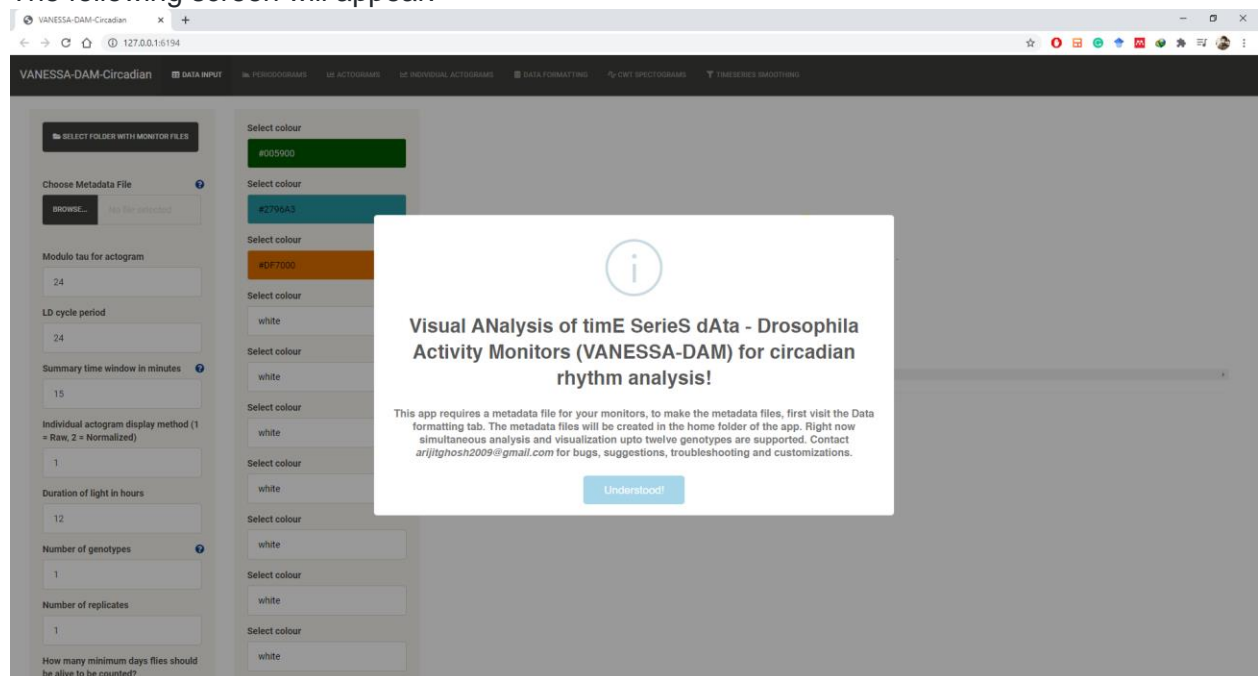 VANESSA-DAM-Circadian
127.0.0.1:6194
VANESSA-DAM-Circadian DATA INPUT PERIODOGRAMS ACTOGRAMS INDIVIDUAL ACTOGRAMS DATA FORMATTING CWT SPECTOGRAMS TIMESERIES SMOOTHING
SELECT FOLDER WITH MONITOR FILES
Choose Metadata File
BROWSE... No file selected
Modulo tau for actogram
24
LD cycle period
24
Summary time window in minutes
15
Individual actogram display method (1
= Raw, 2 = Normalized)
1
Duration of light in hours
12
Number of genotypes
1
Number of replicates
1
How many minimum days flies should
be alive to be counted?
Select colour
#005900
Select colour
#2796A3
Select colour
#DF7000
Select colour
white
Select colour
white
Select colour
white
Select colour
white
Select colour
white
Select colour
white
Select colour
white
Visual ANalysis of timE SerieS dAta - Drosophila
Activity Monitors (VANESSA-DAM) for circadian
rhythm analysis!
This app requires a metadata file for your monitors, to make the metadata files, first visit the Data
formatting tab. The metadata files will be created in the home folder of the app. Right now
simultaneous analysis and visualization upto twelve genotypes are supported. Contact
arijitghosh2009@gmail.com for bugs, suggestions, troubleshooting and customizations.
Understood!